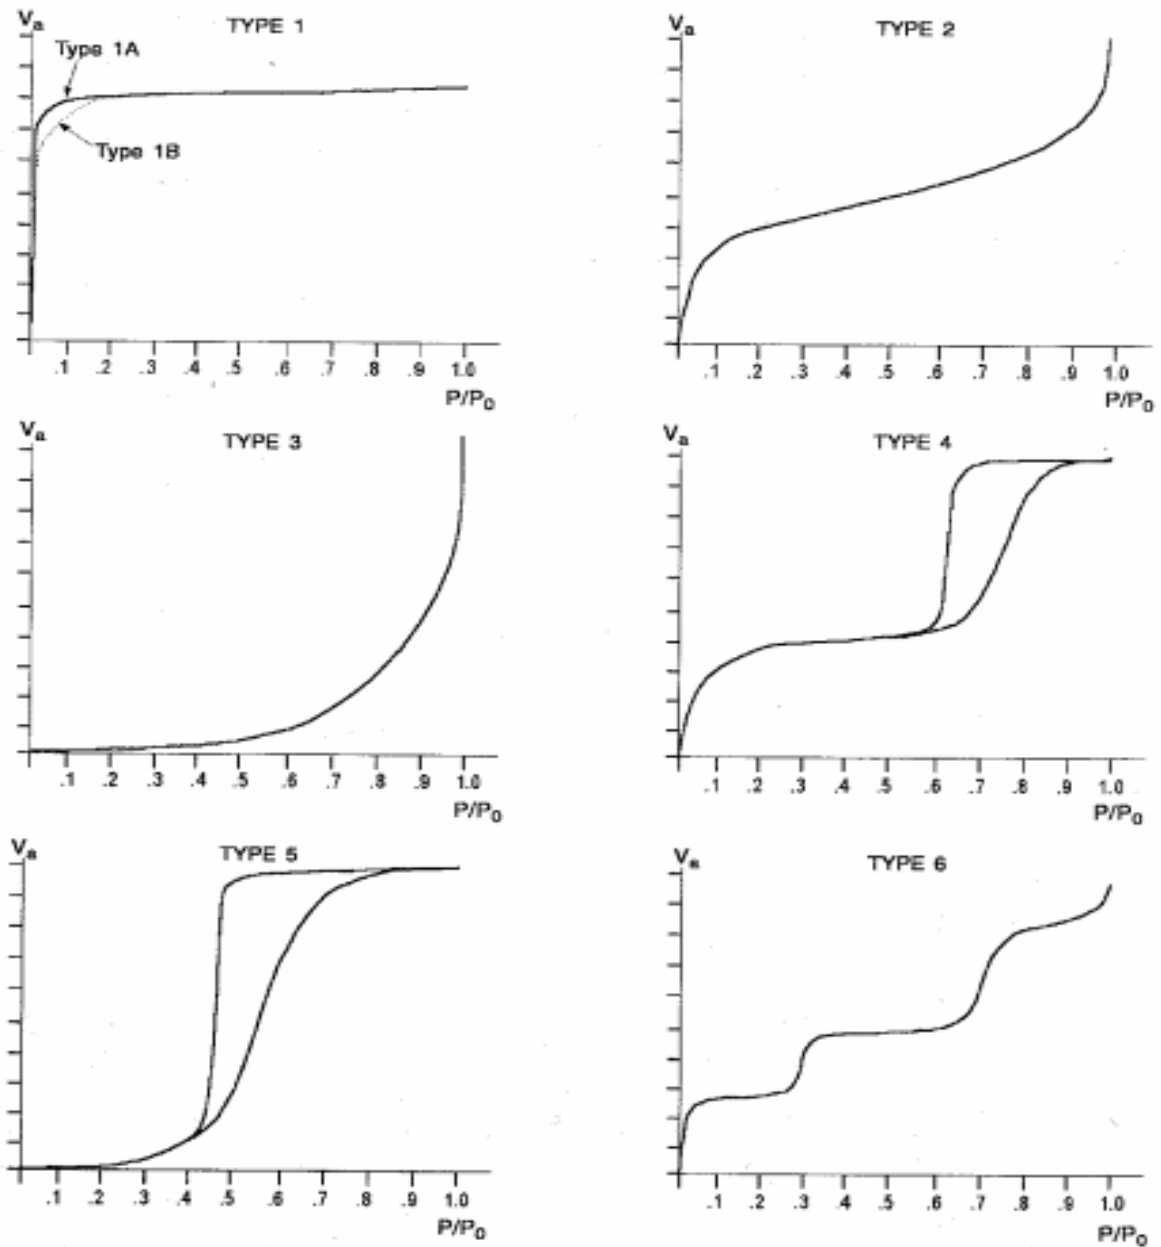 Va
TYPE 1
Type 1A
Type 1B
.1 .2 .3 .4 .5 .6 .7 .8 .9 1.0
P/P0
Va
TYPE 2
.1 .2 .3 .4 .5 .6 .7 .8 .9 1.0
P/P0
Va
TYPE 3
.1 .2 .3 .4 .5 .6 .7 .8 .9 1.0
P/P0
Va
TYPE 4
.1 .2 .3 .4 .5 .6 .7 .8 .9 1.0
P/P0
Va
TYPE 5
.1 .2 .3 .4 .5 .6 .7 .8 .9 1.0
P/P0
Va
TYPE 6
.1 .2 .3 .4 .5 .6 .7 .8 .9 1.0
P/P0